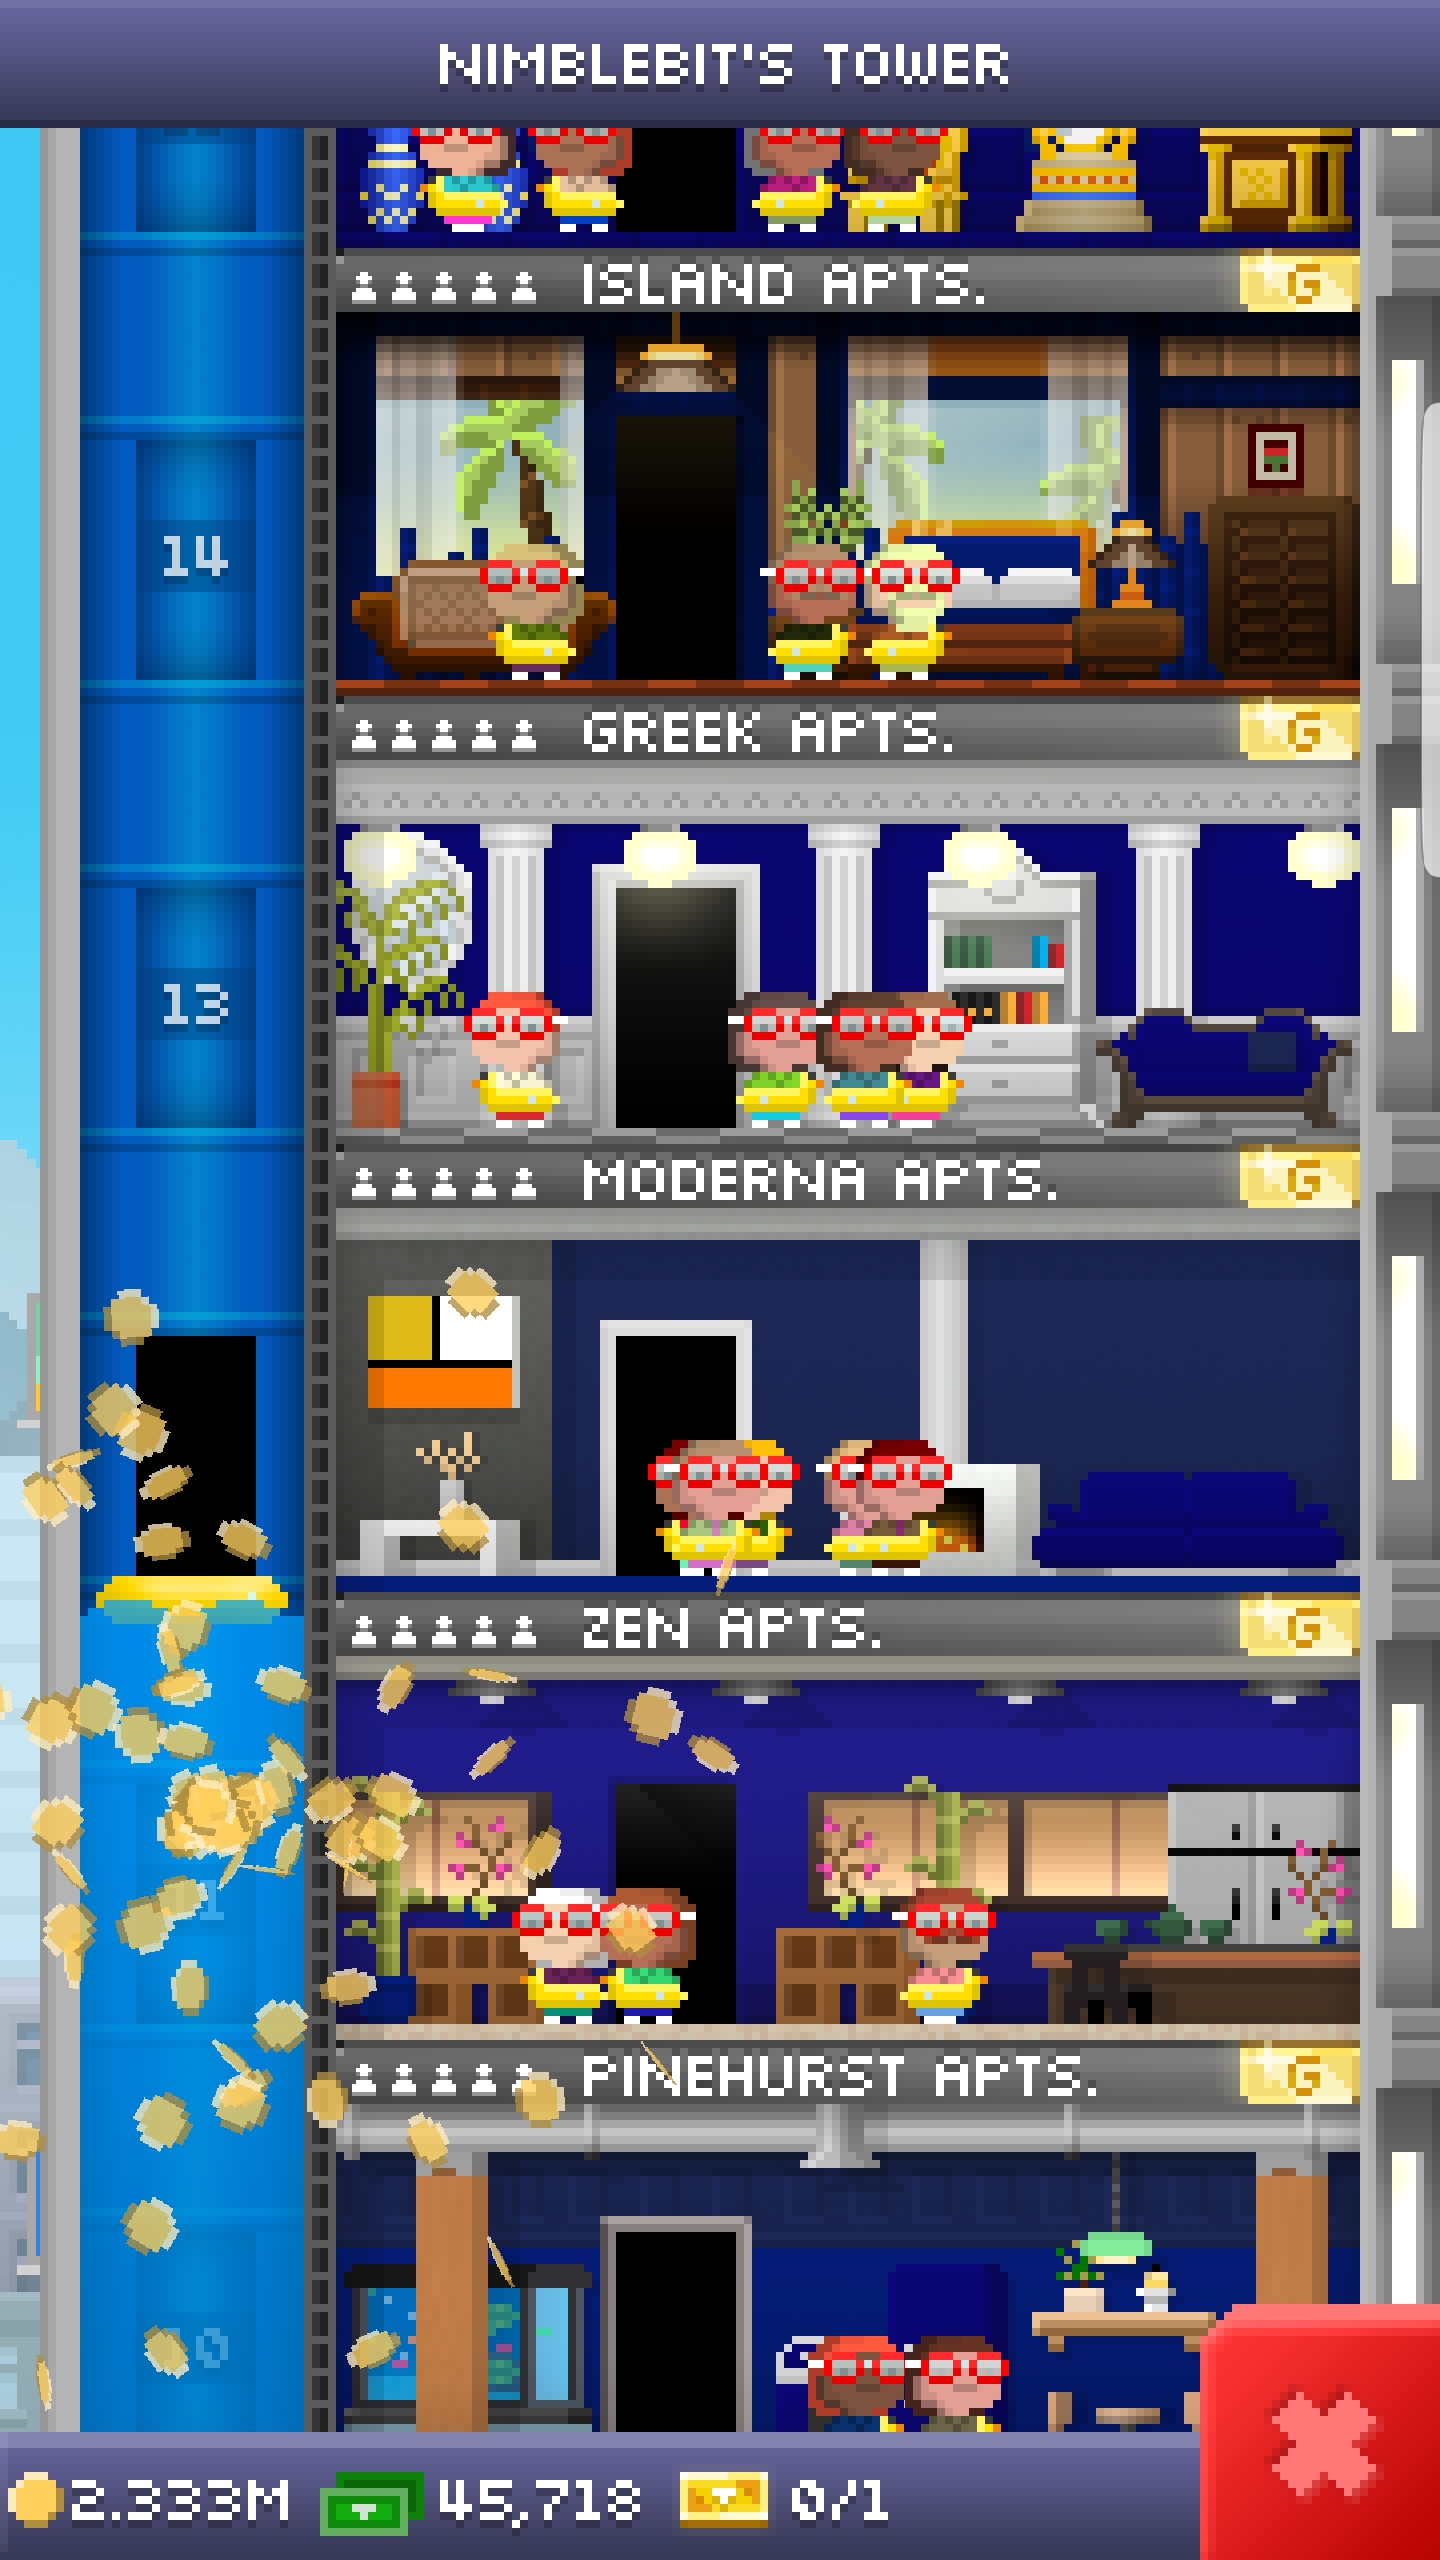 NIMBLEBIT'S TOWER
ISLAND APTS. G
14
GREEK APTS. G
13
MODERNA APTS. G
ZEN APTS. G
PINEHURST APTS. G
2.333M 45,718 0/1